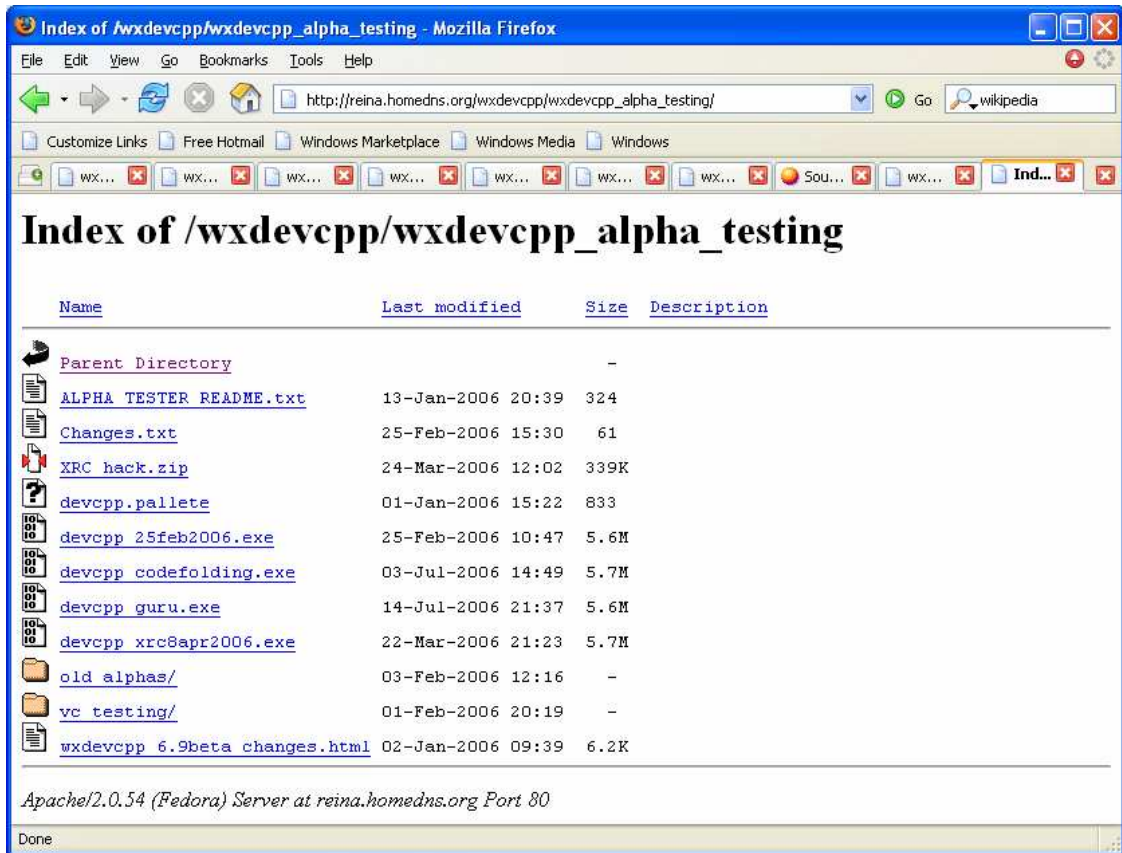 Index of /wxdevcpp/wxdevcpp_alpha_testing - Mozilla Firefox
File Edit View Go Bookmarks Tools Help
http://reina.homedns.org/wxdevcpp/wxdevcpp_alpha_testing/ Go wikipedia
Customize Links Free Hotmail Windows Marketplace Windows Media Windows
wx... wx... wx... wx... wx... wx... wx... Sou... wx... Ind...
Index of /wxdevcpp/wxdevcpp_alpha_testing
Name Last modified Size Description
Parent Directory -
ALPHA TESTER README.txt 13-Jan-2006 20:39 324
Changes.txt 25-Feb-2006 15:30 61
XRC hack.zip 24-Mar-2006 12:02 339K
devcpp.pallete 01-Jan-2006 15:22 833
devcpp 25feb2006.exe 25-Feb-2006 10:47 5.6M
devcpp codefolding.exe 03-Jul-2006 14:49 5.7M
devcpp guru.exe 14-Jul-2006 21:37 5.6M
devcpp xrc8apr2006.exe 22-Mar-2006 21:23 5.7M
old alphas/ 03-Feb-2006 12:16 -
vc testing/ 01-Feb-2006 20:19 -
wxdevcpp 6.9beta changes.html 02-Jan-2006 09:39 6.2K
Apache/2.0.54 (Fedora) Server at reina.homedns.org Port 80
Done